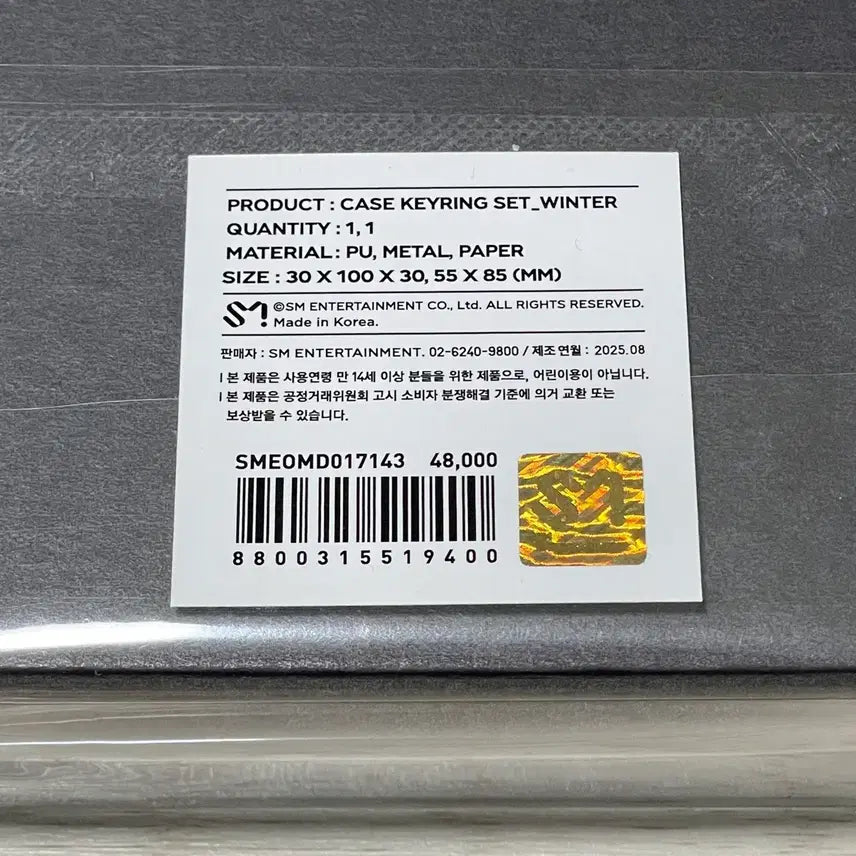 PRODUCT : CASE KEYRING SET_WINTER
QUANTITY : 1, 1
MATERIAL : PU, METAL, PAPER
SIZE : 30 X 100 X 30, 55 X 85 (MM)
SM! ©SM ENTERTAINMENT CO., Ltd. ALL RIGHTS RESERVED.
Made in Korea.
판매자 : SM ENTERTAINMENT. 02-6240-9800 / 제조 연월 : 2025.08
I 본 제품은 사용연령 만 14세 이상 분들을 위한 제품으로, 어린이용이 아닙니다.
I 본 제품은 공정거래위원회 고시 소비자 분쟁해결 기준에 의거 교환 또는
보상받을 수 있습니다.
SMEOMD017143 48,000
8800315519400
SM